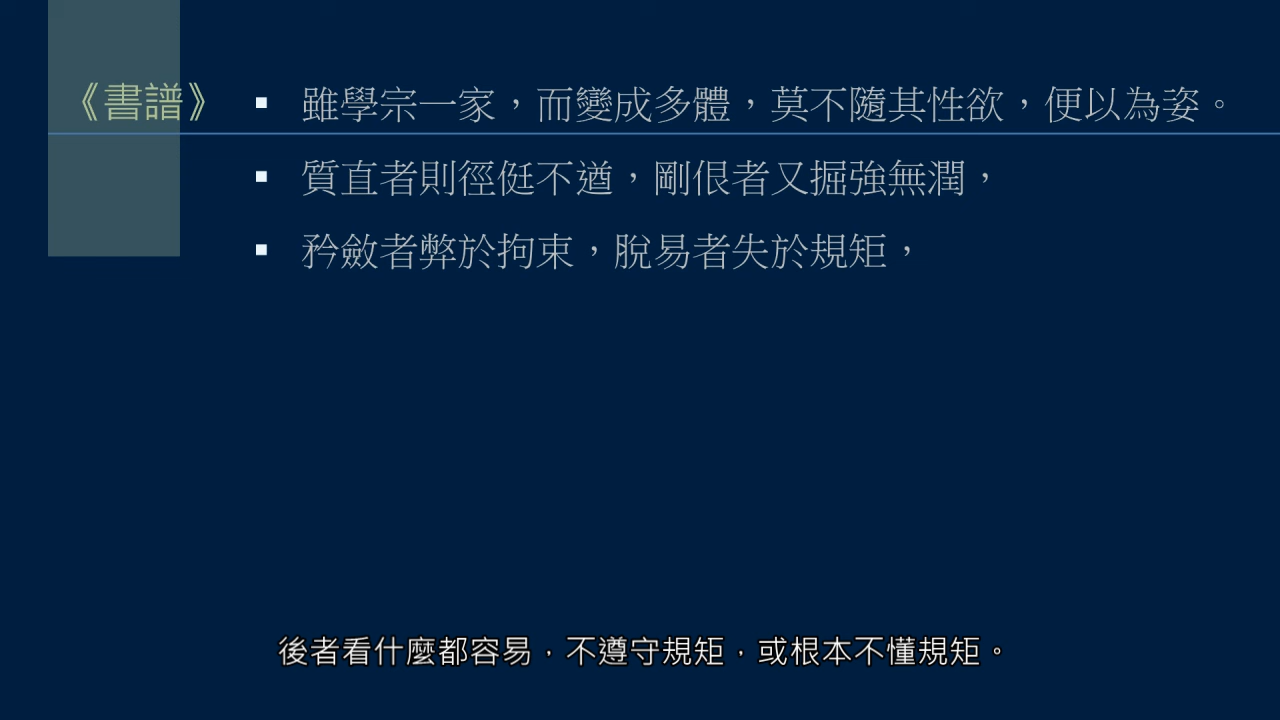 《書譜》
雖學宗一家，而變成多體，莫不隨其性欲，便以為姿。
質直者則徑侹不遒，剛佷者又掘強無潤，
矜斂者弊於拘束，脫易者失於規矩，
後者看什麼都容易，不遵守規矩，或根本不懂規矩。